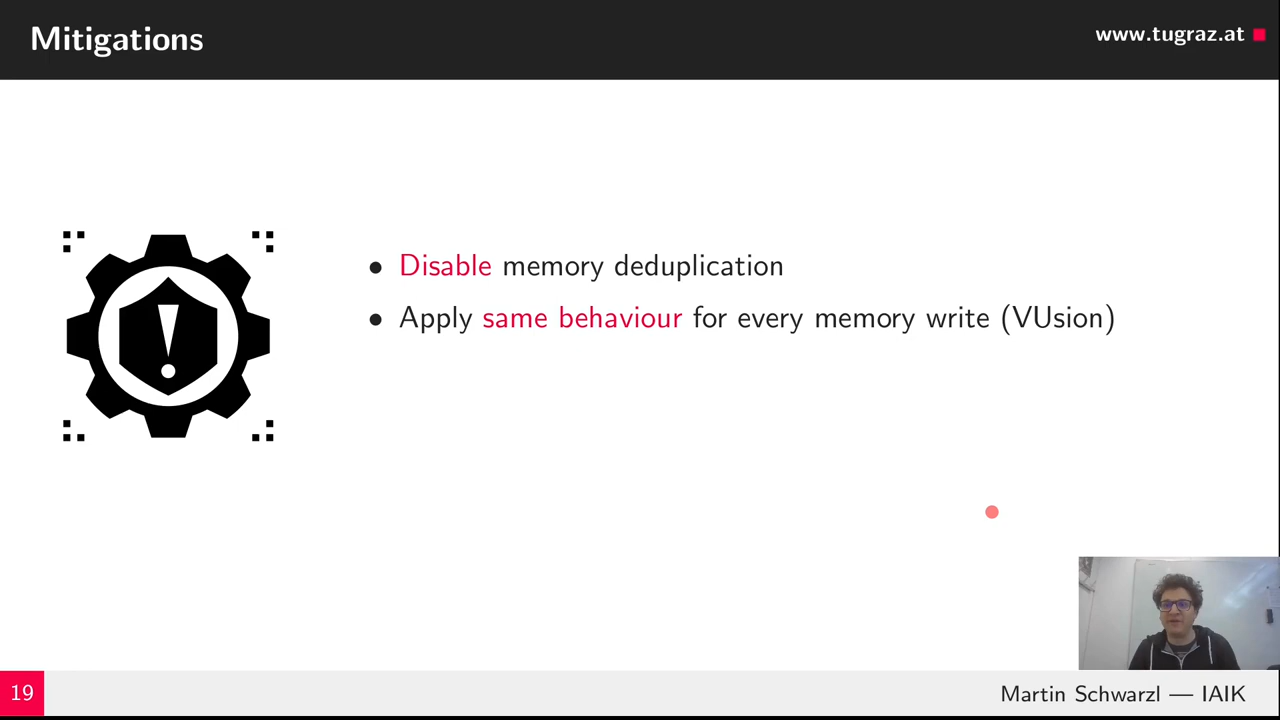 Mitigations
www.tugraz.at
• Disable memory deduplication
• Apply same behaviour for every memory write (VUsion)
19
Martin Schwarzl — IAIK